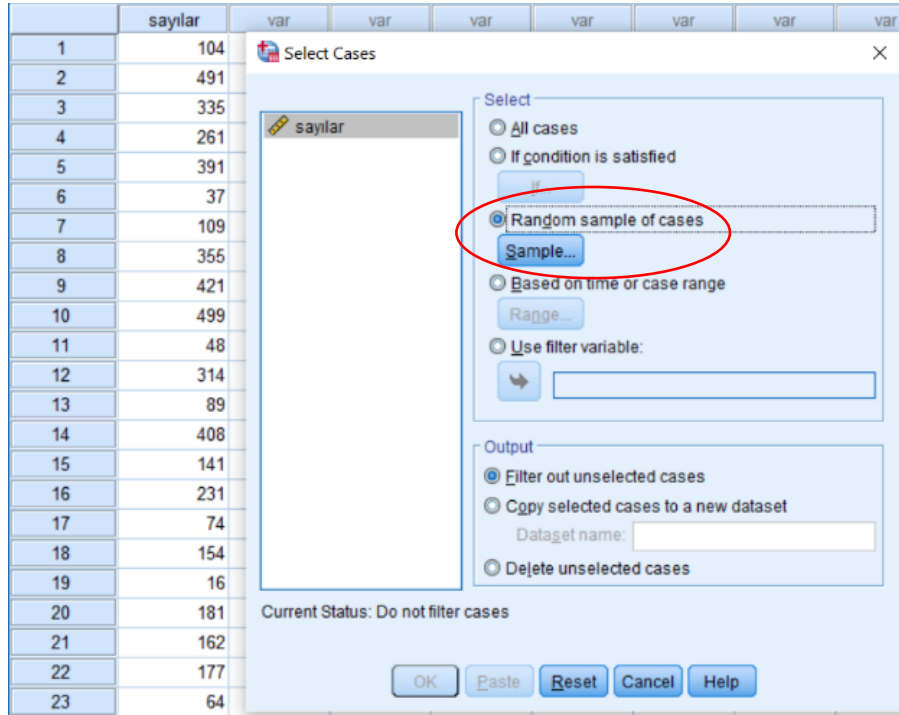 sayılar var var var var var var var
1 104
2 491
3 335
4 261
5 391
6 37
7 109
8 355
9 421
10 499
11 48
12 314
13 89
14 408
15 141
16 231
17 74
18 154
19 16
20 181
21 162
22 177
23 64
Select Cases
sayılar
Select
All cases
If condition is satisfied
If...
Random sample of cases
Sample...
Based on time or case range
Range...
Use filter variable:
Output
Filter out unselected cases
Copy selected cases to a new dataset
Dataset name:
Delete unselected cases
Current Status: Do not filter cases
OK Paste Reset Cancel Help